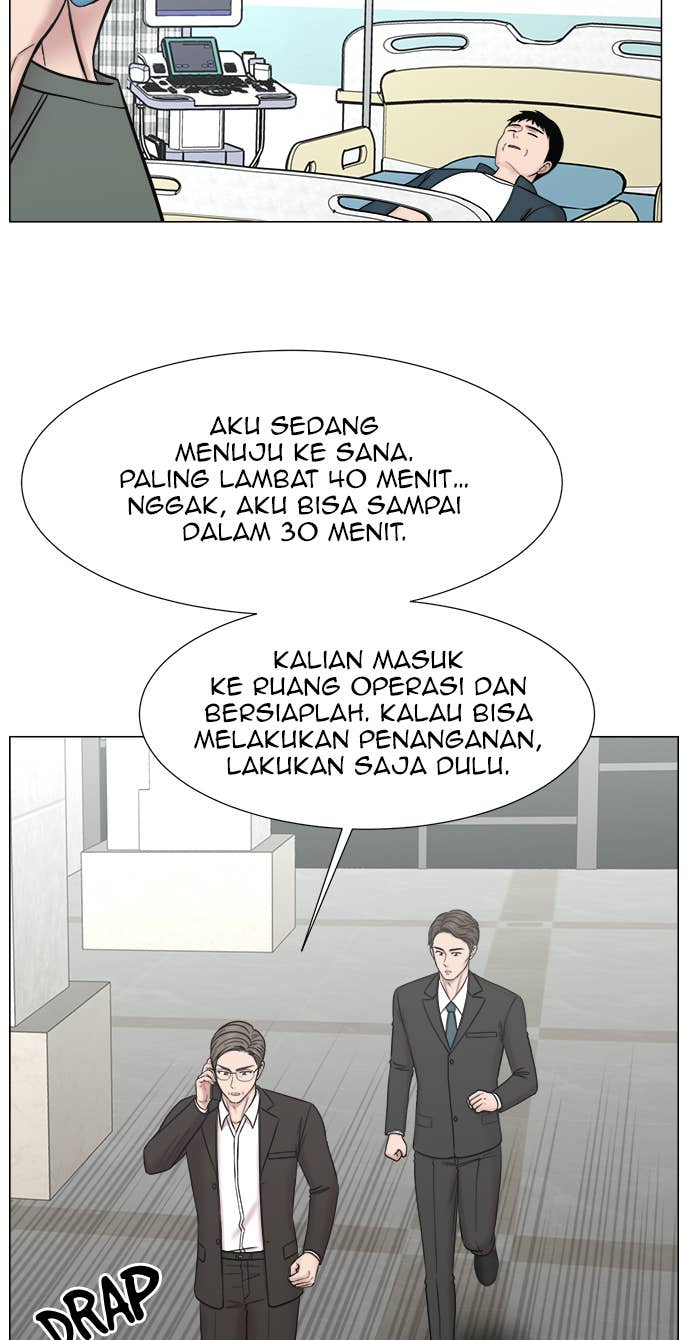 AKU SEDANG
MENUJU KE SANA.
PALING LAMBAT 40 MENIT...
NGGAK, AKU BISA SAMPAI
DALAM 30 MENIT.
KALIAN MASUK
KE RUANG OPERASI DAN
BERSIAPLAH. KALAU BISA
MELAKUKAN PENANGANAN,
LAKUKAN SAJA DULU.
DRAP